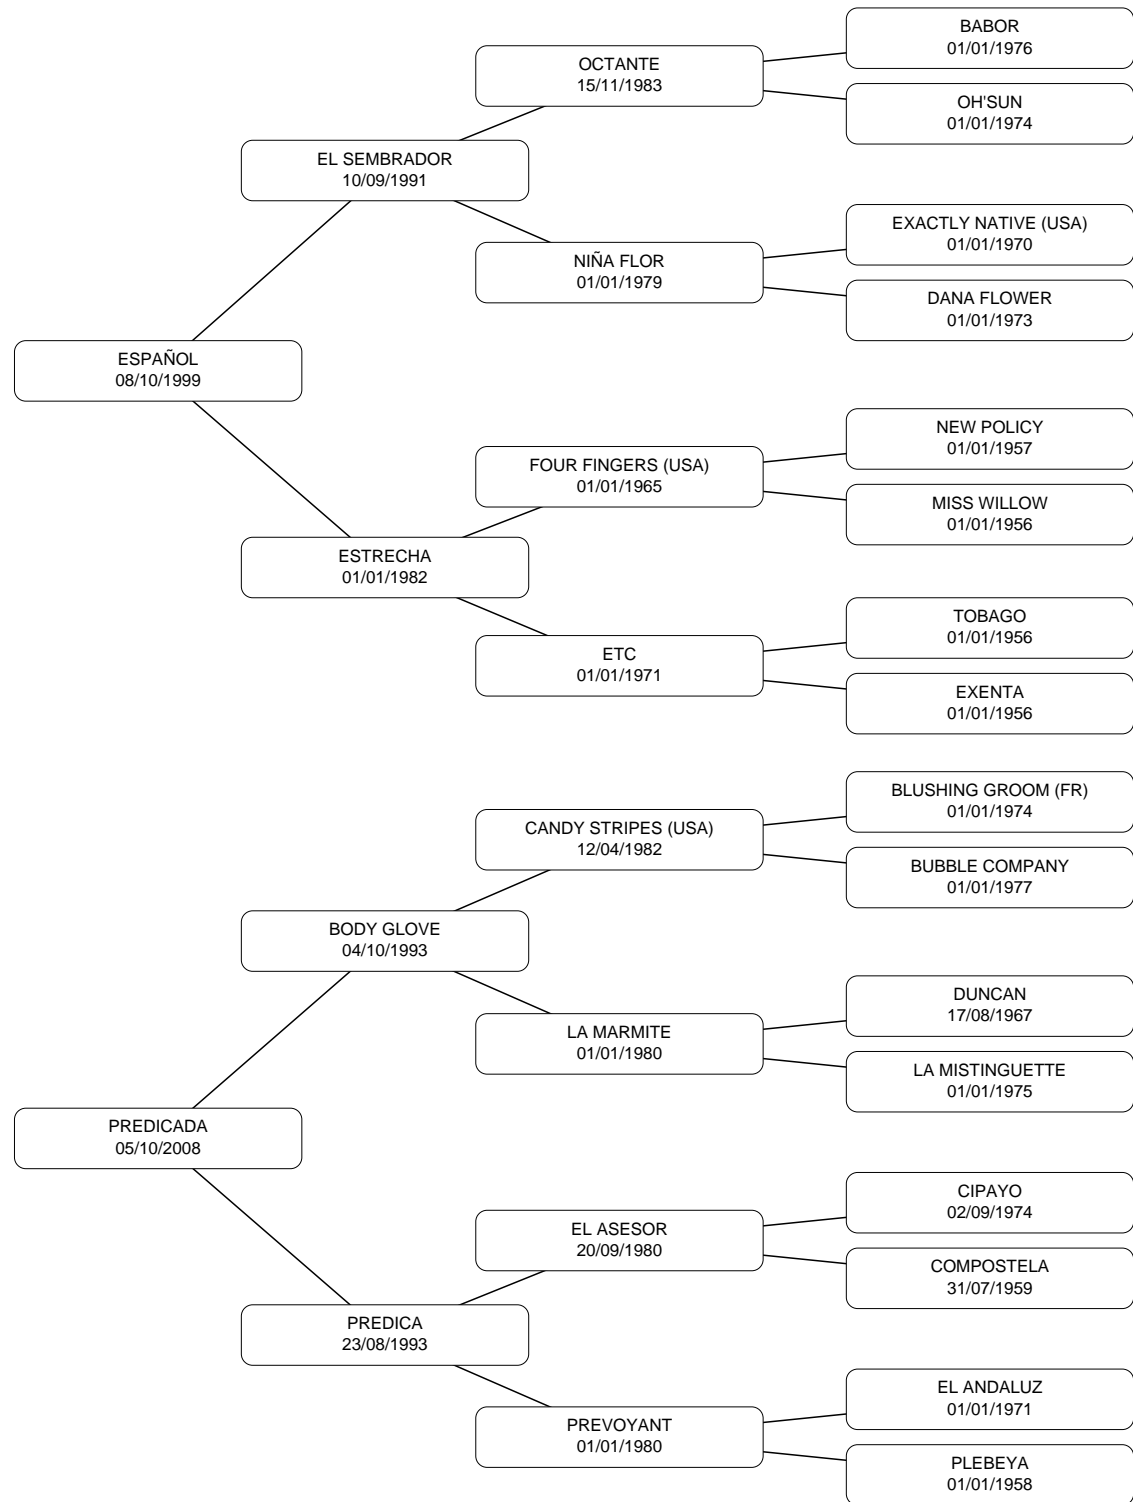 BABOR
01/01/1976
OCTANTE
15/11/1983
OH'SUN
01/01/1974
EL SEMBRADOR
10/09/1991
EXACTLY NATIVE (USA)
01/01/1970
NIÑA FLOR
01/01/1979
DANA FLOWER
01/01/1973
ESPAÑOL
08/10/1999
NEW POLICY
01/01/1957
FOUR FINGERS (USA)
01/01/1965
MISS WILLOW
01/01/1956
ESTRECHA
01/01/1982
TOBAGO
01/01/1956
ETC
01/01/1971
EXENTA
01/01/1956
BLUSHING GROOM (FR)
01/01/1974
CANDY STRIPES (USA)
12/04/1982
BUBBLE COMPANY
01/01/1977
BODY GLOVE
04/10/1993
DUNCAN
17/08/1967
LA MARMITE
01/01/1980
LA MISTINGUETTE
01/01/1975
PREDICADA
05/10/2008
CIPAYO
02/09/1974
EL ASESOR
20/09/1980
COMPOSTELA
31/07/1959
PREDICA
23/08/1993
EL ANDALUZ
01/01/1971
PREVOYANT
01/01/1980
PLEBEYA
01/01/1958